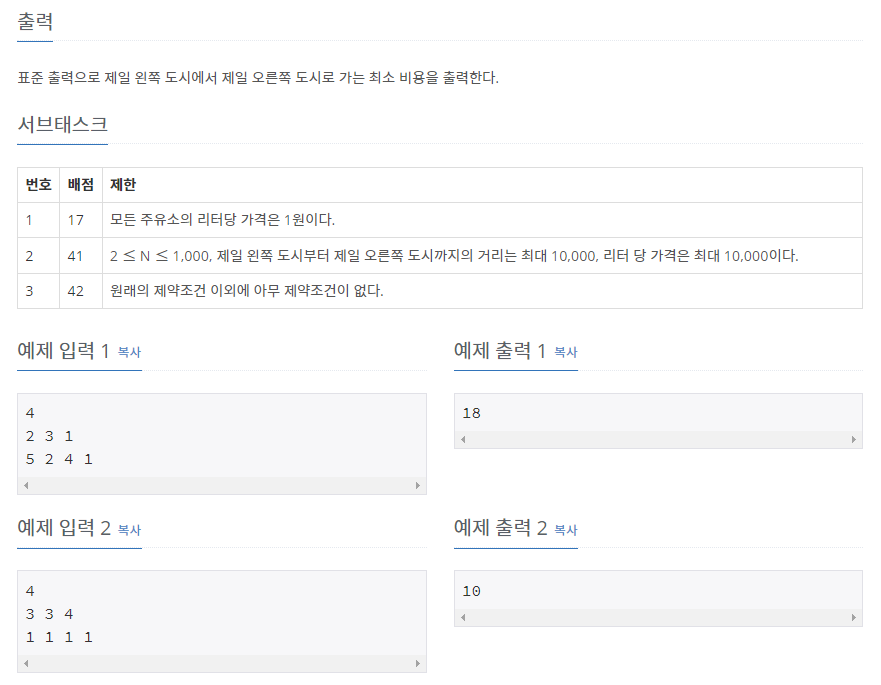 출력
표준 출력으로 제일 왼쪽 도시에서 제일 오른쪽 도시로 가는 최소 비용을 출력한다.
서브태스크
번호 배점 제한
1 17 모든 주유소의 리터당 가격은 1원이다.
2 41 2 ≤ N ≤ 1,000, 제일 왼쪽 도시부터 제일 오른쪽 도시까지의 거리는 최대 10,000, 리터 당 가격은 최대 10,000이다.
3 42 원래의 제약조건 이외에 아무 제약조건이 없다.
예제 입력 1 복사
4
2 3 1
5 2 4 1
예제 출력 1 복사
18
예제 입력 2 복사
4
3 3 4
1 1 1 1
예제 출력 2 복사
10